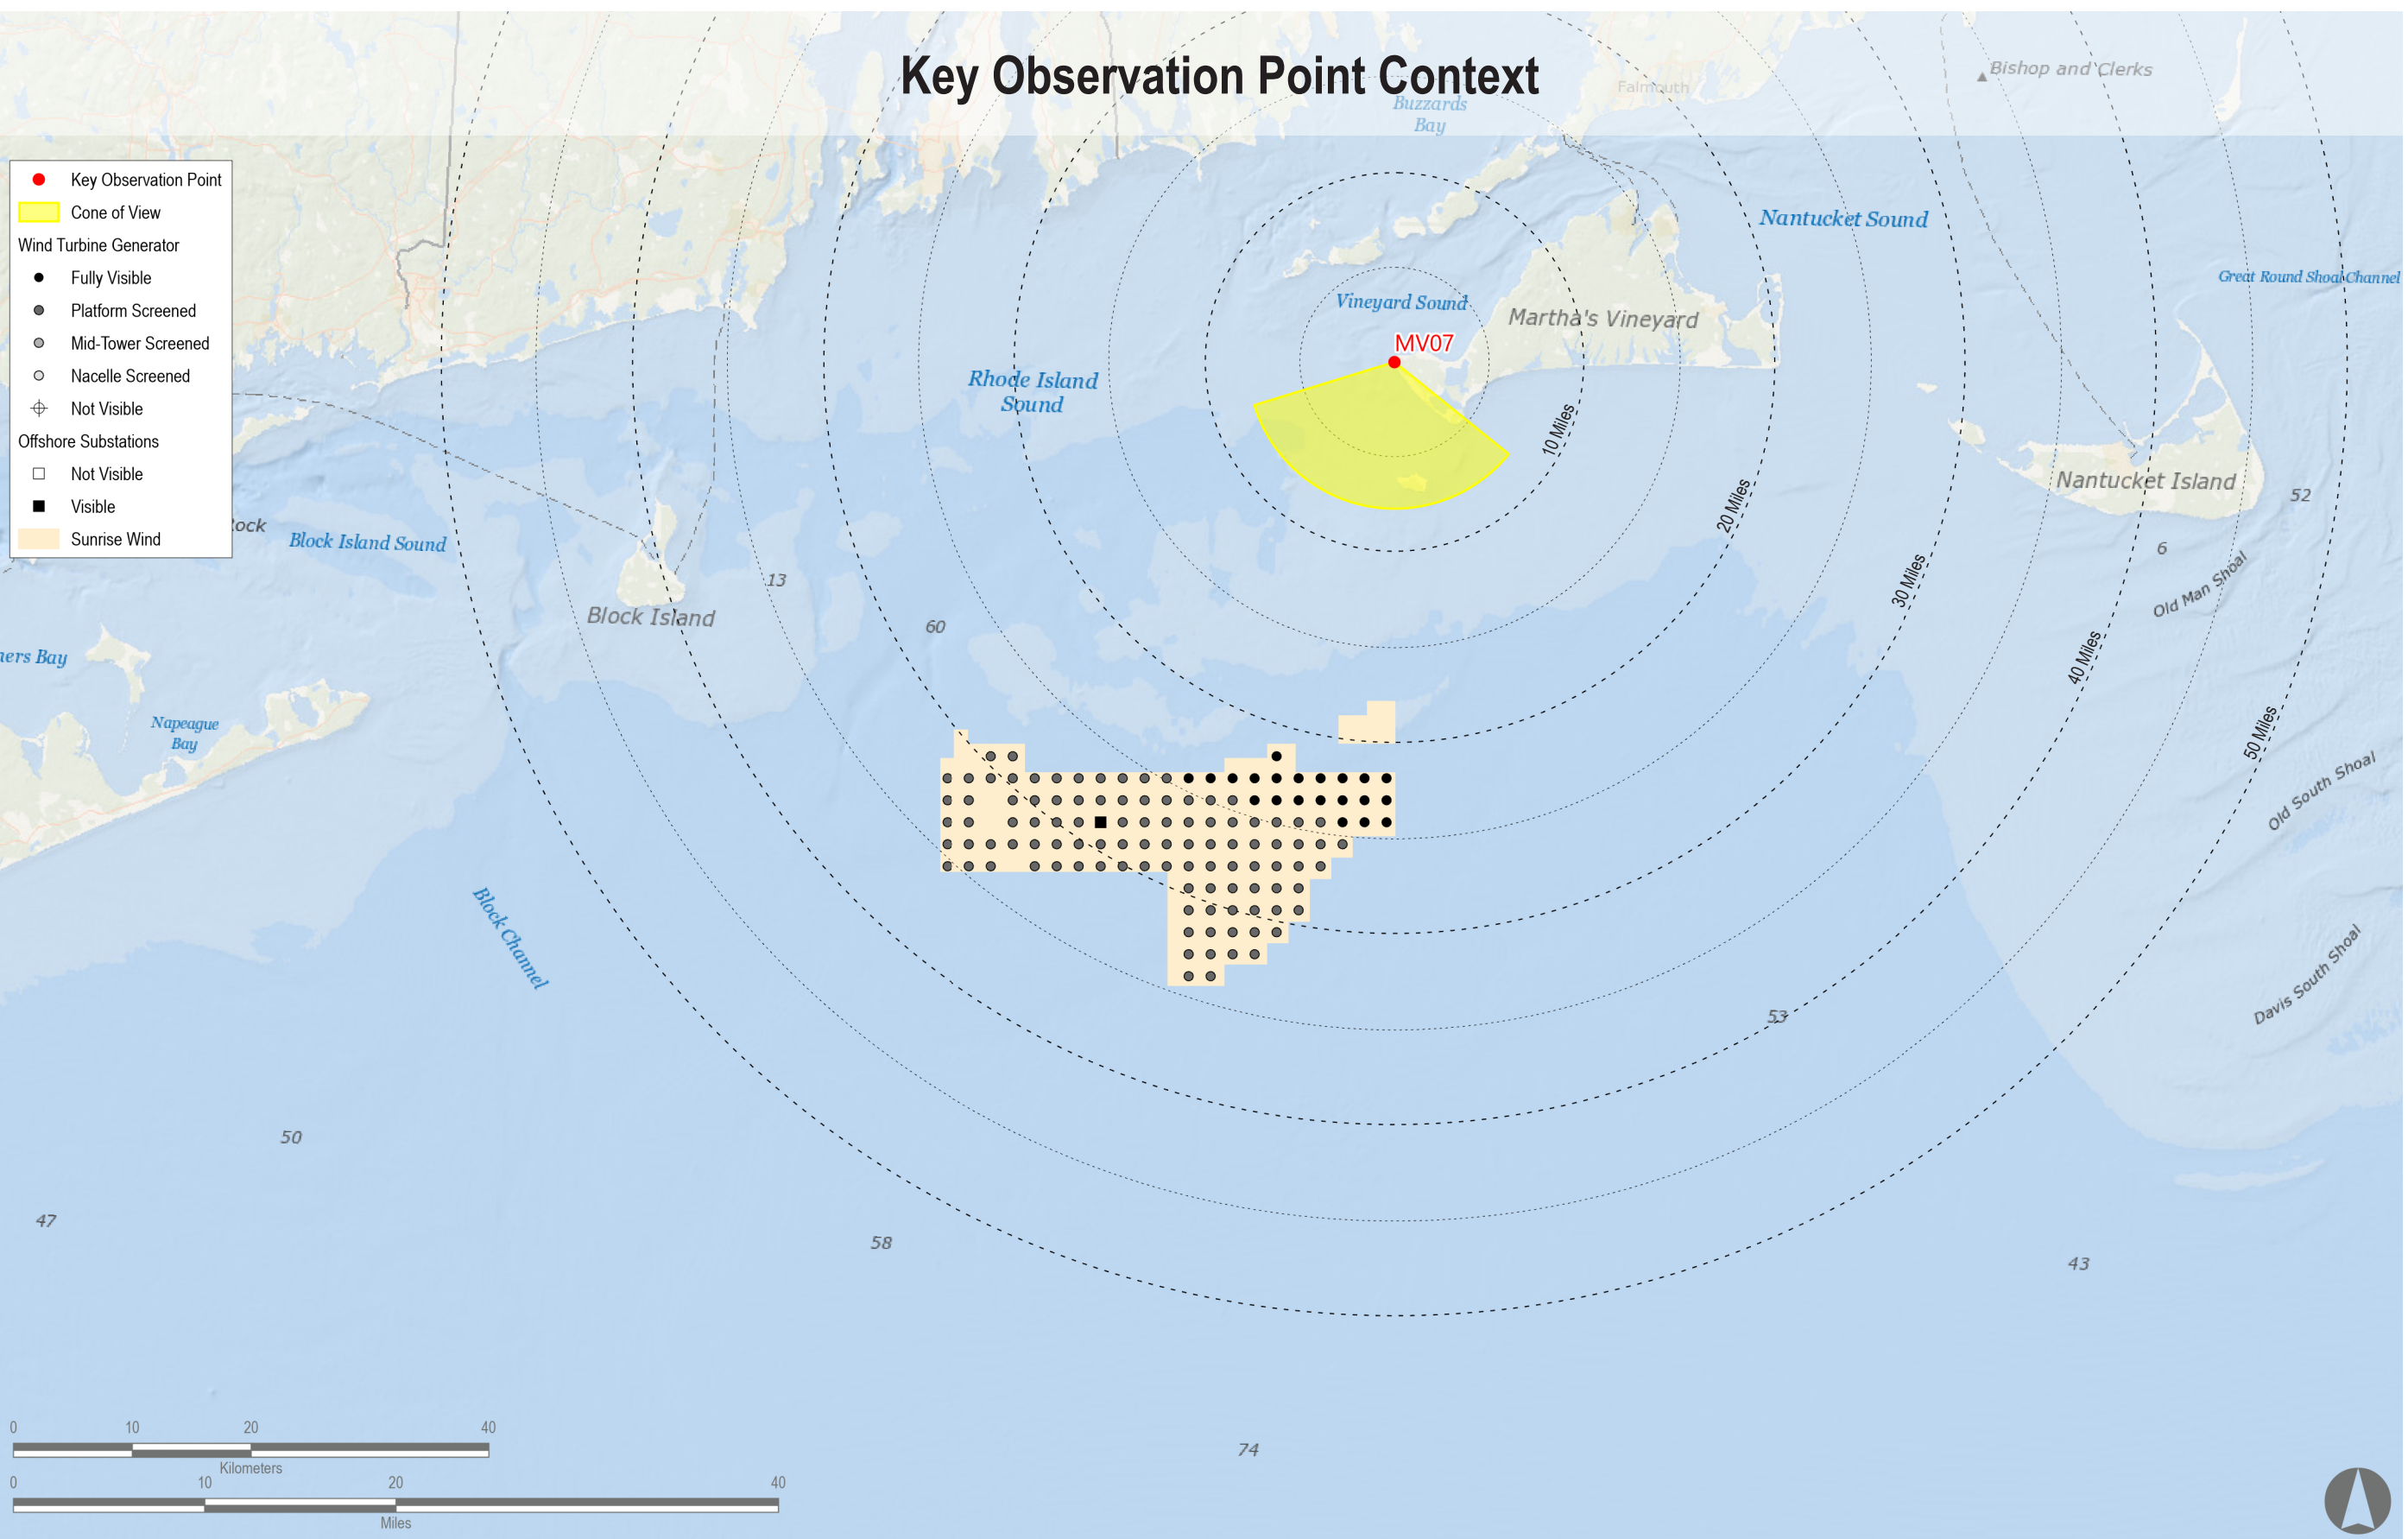 Key Observation Point Context
Bishop and Clerks
Falmouth
Buzzards
Bay
Key Observation Point
Cone of View
Wind Turbine Generator
Fully Visible
Platform Screened
Mid-Tower Screened
Nacelle Screened
Not Visible
Offshore Substations
Not Visible
Visible
Sunrise Wind
Nantucket Sound
Great Round Shoal Channel
Vineyard Sound
Martha's Vineyard
MV07
Rhode Island
Sound
10 Miles
20 Miles
30 Miles
40 Miles
50 Miles
Nantucket Island
52
6
Old Man Shoal
Block Island Sound
13
Block Island
60
Napeague
Bay
Old South Shoal
Block Channel
Davis South Shoal
53
50
47
58
43
74
0 10 20 40
Kilometers
0 10 20 40
Miles